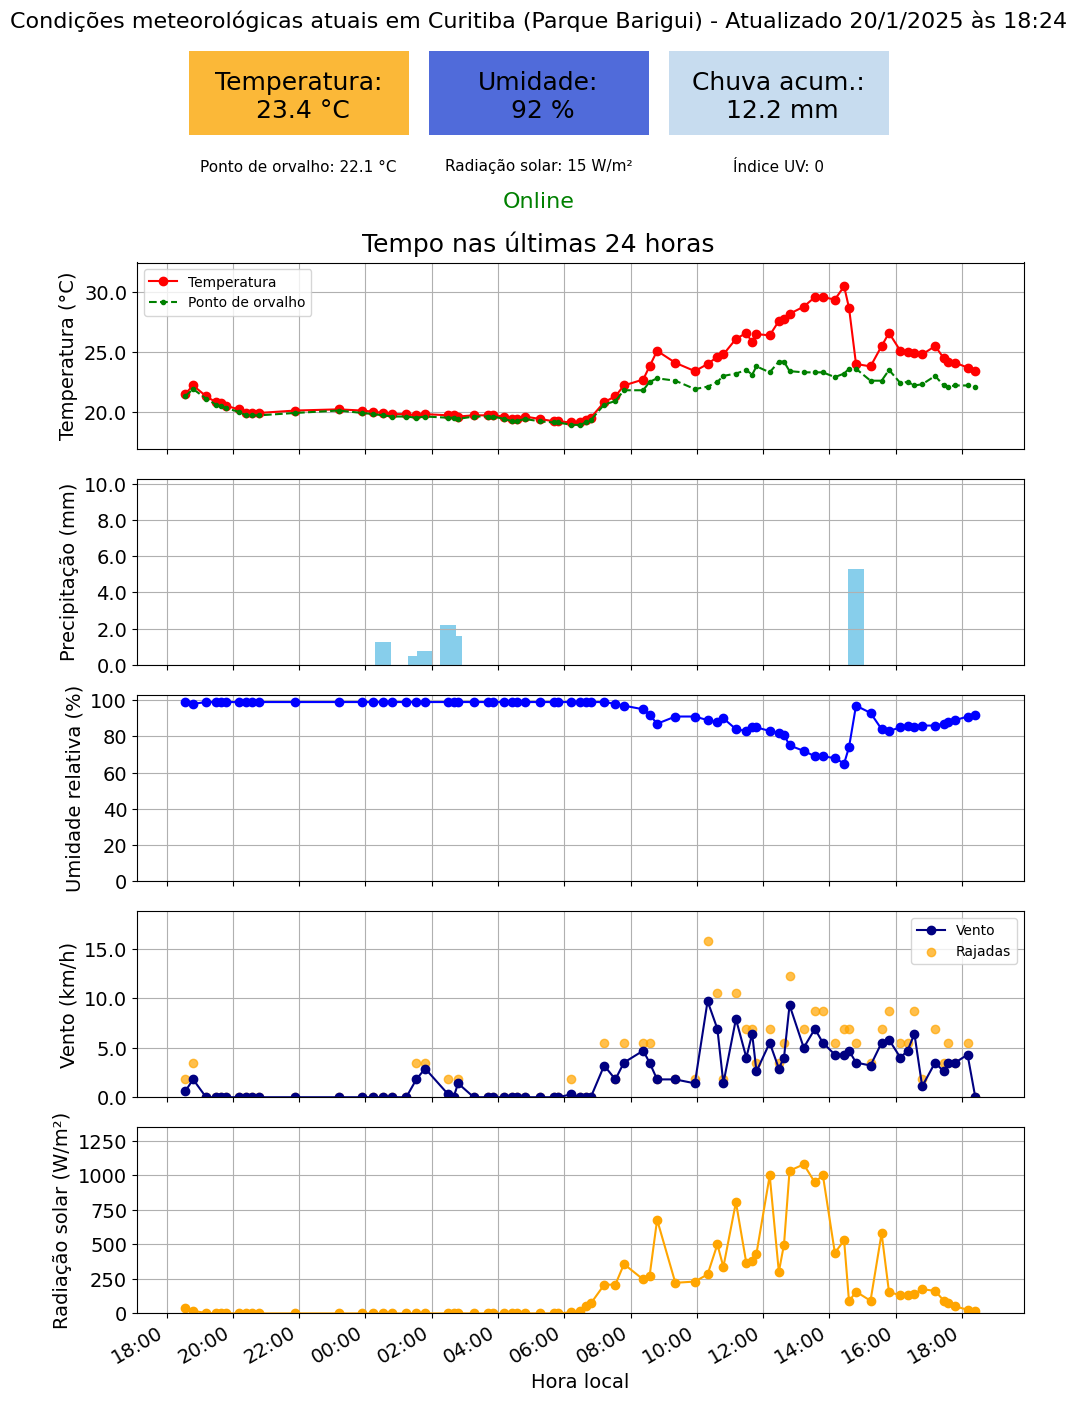 Condições meteorológicas atuais em Curitiba (Parque Barigui) - Atualizado 20/1/2025 às 18:24
Temperatura:
23.4 °C
Umidade:
92 %
Chuva acum.:
12.2 mm
Ponto de orvalho: 22.1 °C
Radiação solar: 15 W/m²
Índice UV: 0
Online
Tempo nas últimas 24 horas
Temperatura (°C)
30.0
25.0
20.0
Temperatura
Ponto de orvalho
Precipitação (mm)
10.0
8.0
6.0
4.0
2.0
0.0
Umidade relativa (%)
100
80
60
40
20
0
Vento (km/h)
15.0
10.0
5.0
0.0
Vento
Rajadas
Radiação solar (W/m²)
1250
1000
750
500
250
0
18:00
20:00
22:00
00:00
02:00
04:00
06:00
08:00
10:00
12:00
14:00
16:00
18:00
Hora local